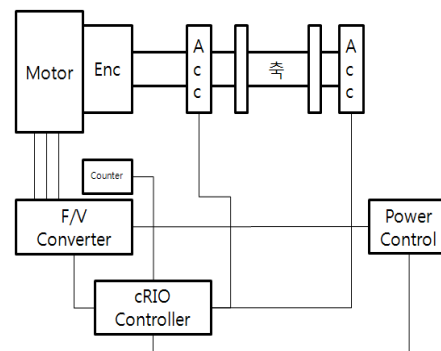 Motor
Enc
A
c
c
축
A
c
c
Counter
F/V
Converter
Power
Control
cRIO
Controller